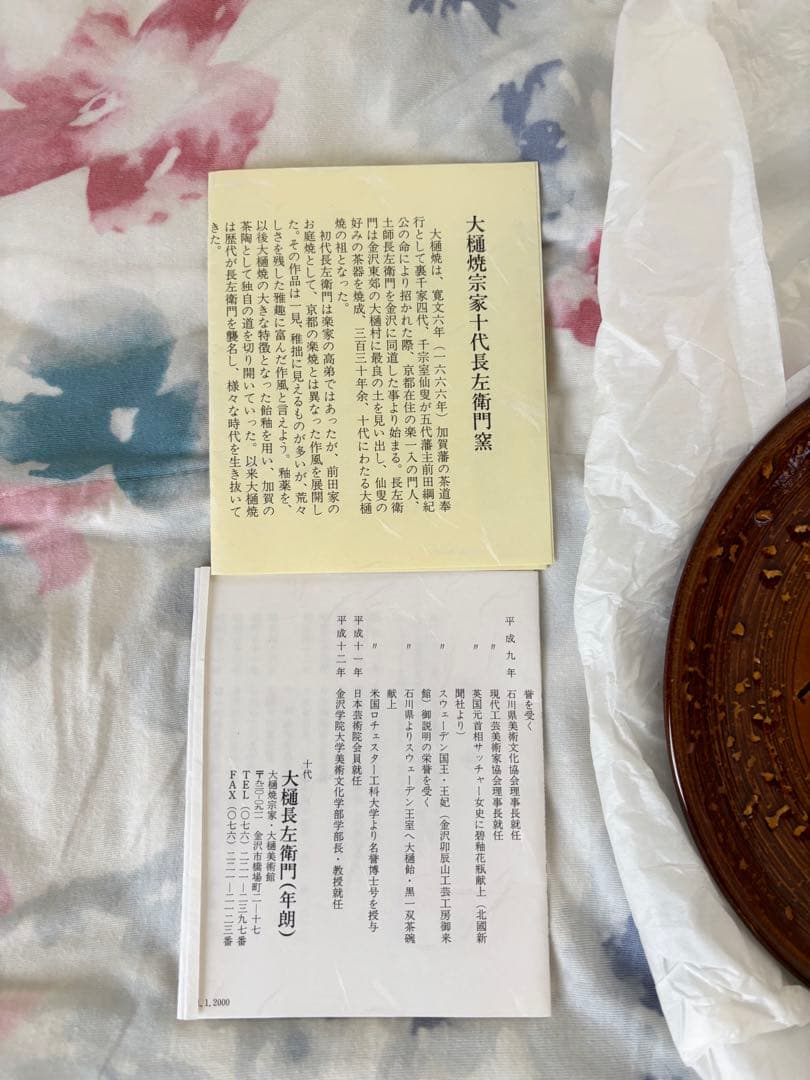 大樋焼宗家十代長左衛門窯
大樋焼は、寛文六年（一六六六年）加賀藩の茶道奉
行として裏千家四代、千宗室仙叟が五代藩主前田綱紀
公の命により招かれた際、京都在住の楽一入の門人、
土師長左衛門を金沢に同道した事より始まる。長左衛
門は金沢東郊の大樋村に最良の土を見い出し、仙叟の
好みの茶器を焼成、三百三十年余、十代にわたる大樋
焼の祖となった。
初代長左衛門は楽家の高弟ではあったが、前田家の
お庭焼として、京都の楽焼とは異なった作風を展開し
た。その作品は一見、稚拙に見えるものが多いが、荒々
しさを残した雅趣に富んだ作風と言えよう。釉薬を、
以後大樋焼の大きな特徴となった飴釉を用い、加賀の
茶陶として独自の道を切り開いていった。以来大樋焼
は歴代が長左衛門を襲名し、様々な時代を生き抜いて
きた。
誉を受く
平成九年 石川県美術文化協会理事長就任
〃 現代工芸美術家協会理事長就任
〃 英国元首相サッチャー女史に碧釉花瓶献上（北國新
聞社より）
〃 スウェーデン国王・王妃（金沢卯辰山工芸工房御来
館）御説明の栄誉を受く
〃 石川県よりスウェーデン王室へ大樋飴・黒一双茶碗
献上
〃 米国ロチェスター工科大学より名誉博士号を授与
平成十一年 日本芸術院会員就任
平成十二年 金沢学院大学美術文化学部学部長・教授就任
十代
大樋長左衛門（年朗）
大樋焼宗家・大樋美術館
〒九二〇-〇九一一 金沢市橋場町二―十七
TEL（〇七六）二二一―二三九七番
FAX（〇七六）二二一―二一二三番
1, 2000